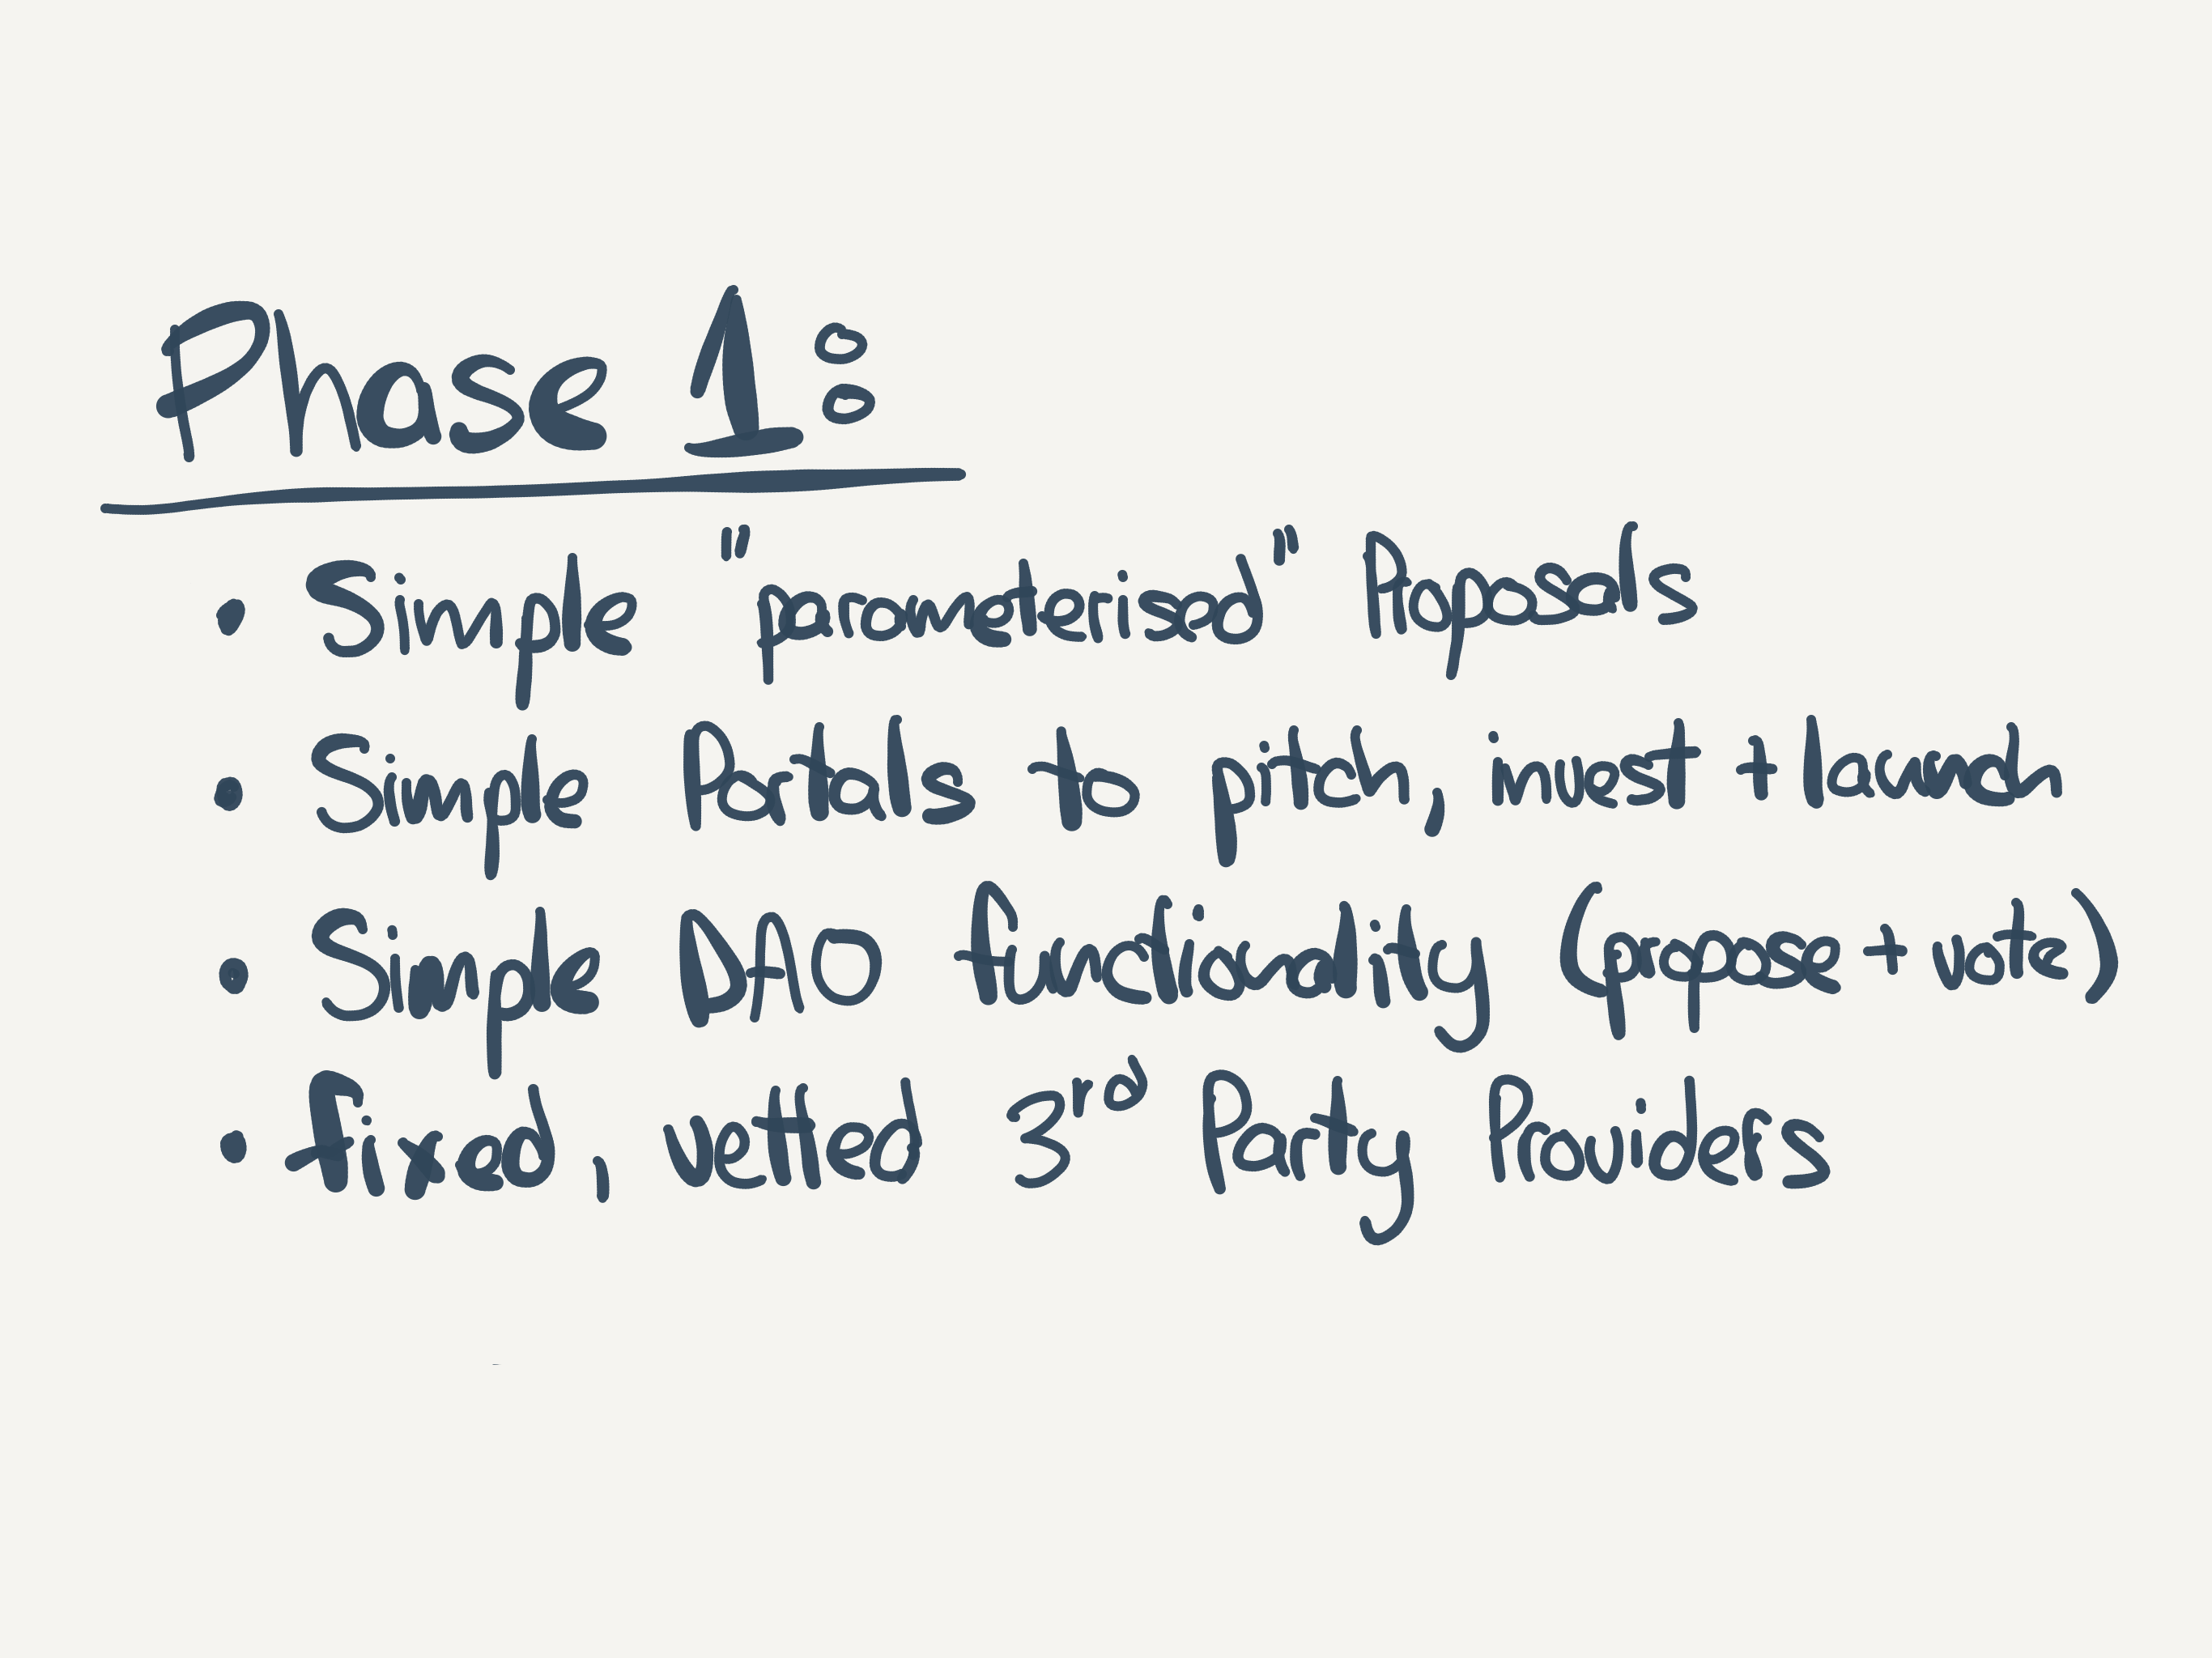 Phase 1:
• Simple "parameterised" Proposals
• Simple Portals to pitch, invest + launch
• Simple DAO functionality (propose + vote)
• fixed, vetted 3rd Party Providers